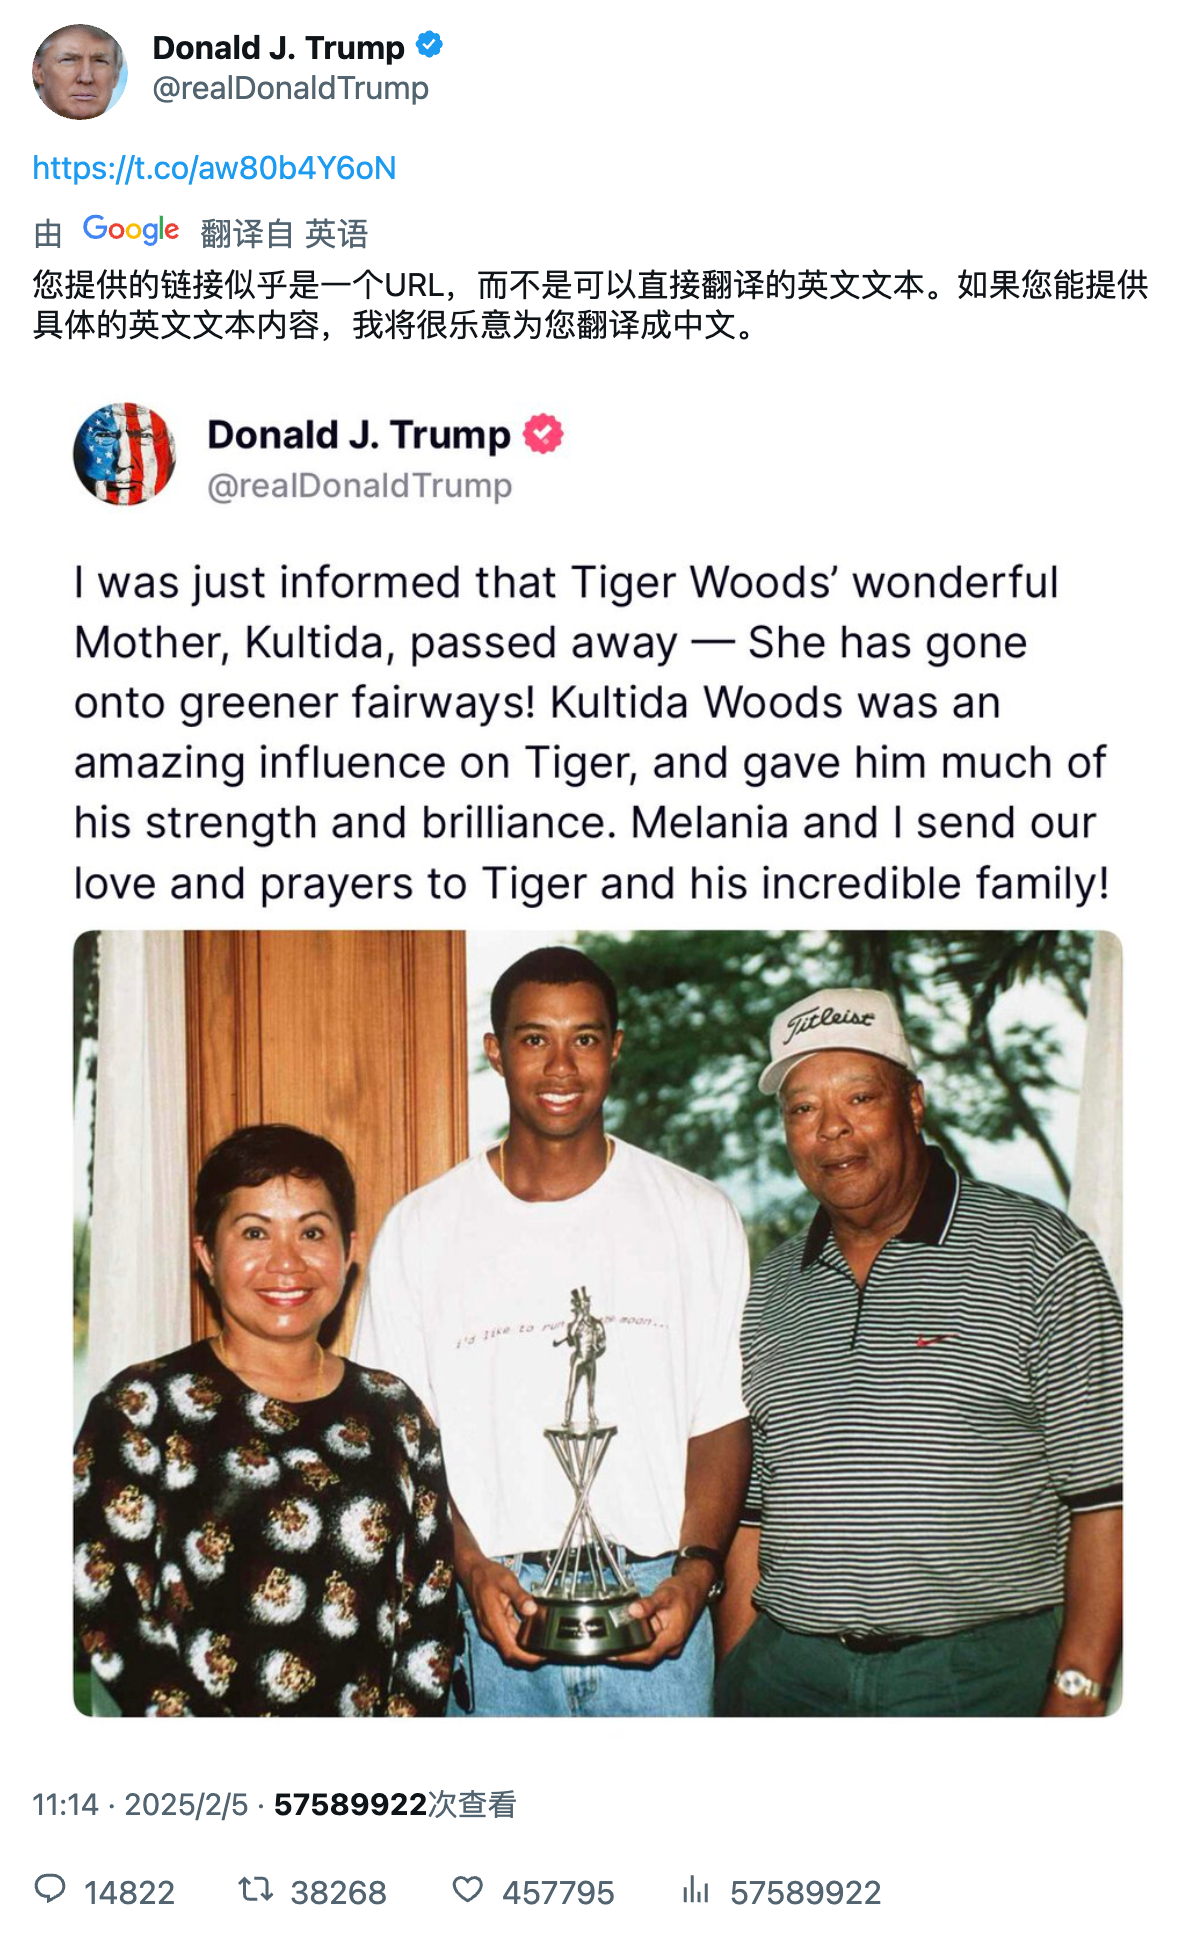 Donald J. Trump
@realDonaldTrump
https://t.co/aw80b4Y6oN
由 Google 翻译自 英语
您提供的链接似乎是一个URL，而不是可以直接翻译的英文文本。如果您能提供
具体的英文文本内容，我将很乐意为您翻译成中文。
Donald J. Trump
@realDonaldTrump
I was just informed that Tiger Woods’ wonderful
Mother, Kultida, passed away — She has gone
onto greener fairways! Kultida Woods was an
amazing influence on Tiger, and gave him much of
his strength and brilliance. Melania and I send our
love and prayers to Tiger and his incredible family!
Titleist
i'd like to run moon...
11:14 · 2025/2/5 · 57589922次查看
14822 38268 457795 57589922